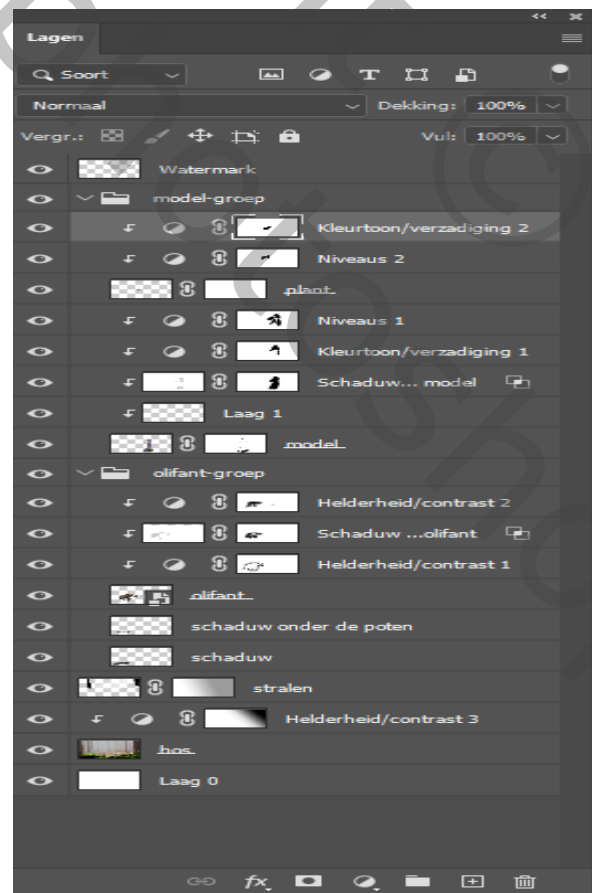 Lagen
Soort
Normaal Dekking: 100%
Vergr.: Vul: 100%
Watermark
model-groep
Kleurtoon/verzadiging 2
Niveaus 2
plant
Niveaus 1
Kleurtoon/verzadiging 1
Schaduw... model
Laag 1
model
olifant-groep
Helderheid/contrast 2
Schaduw ...olifant
Helderheid/contrast 1
olifant
schaduw onder de poten
schaduw
stralen
Helderheid/contrast 3
bos
Laag 0
fx